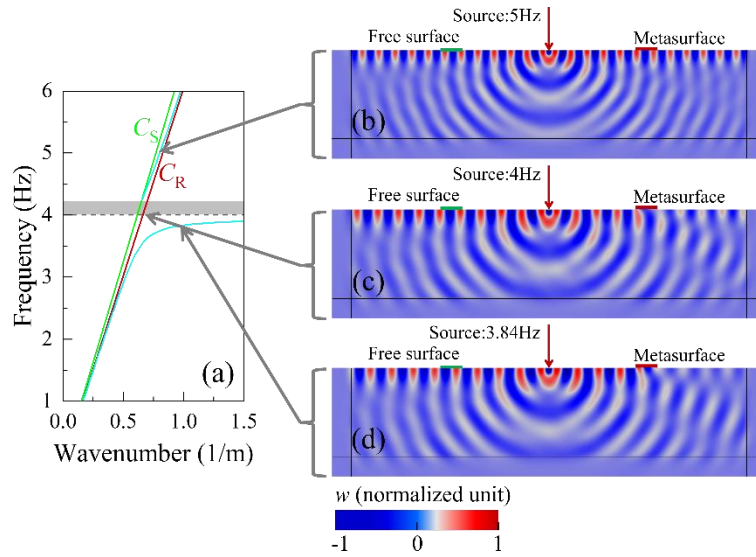 6
5
4
3
2
1
Frequency (Hz)
C_S
C_R
(a)
0.0 0.5 1.0 1.5
Wavenumber (1/m)
Source:5Hz
Free surface Metasurface
(b)
Source:4Hz
Free surface Metasurface
(c)
Source:3.84Hz
Free surface Metasurface
(d)
w (normalized unit)
-1 0 1